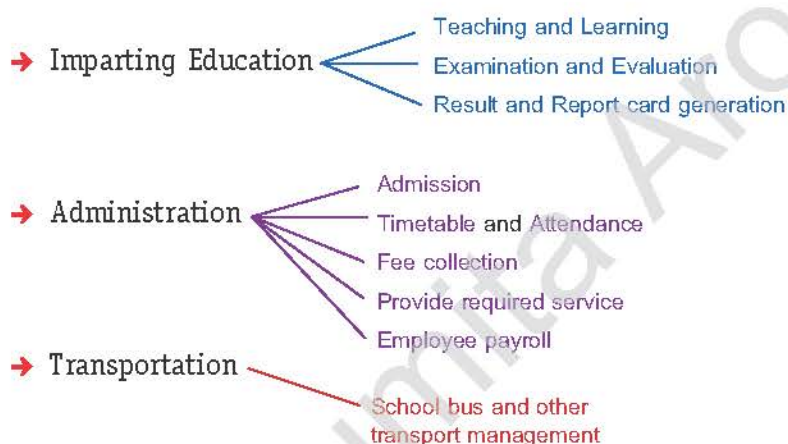 Teaching and Learning
→ Imparting Education
Examination and Evaluation
Result and Report card generation
Admission
→ Administration
Timetable and Attendance
Fee collection
Provide required service
Employee payroll
→ Transportation
School bus and other
transport management